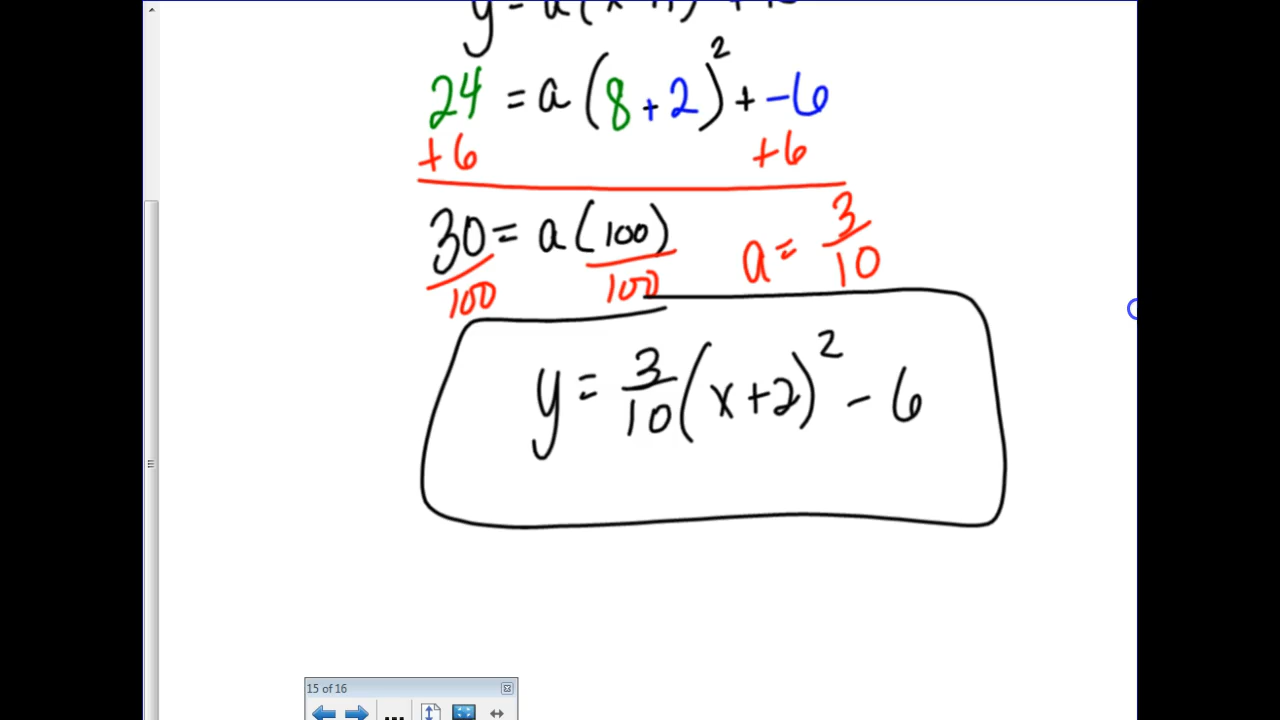 24 = a(8+2)² + -6
+6 +6
30 = a(100) a = 3/10
100 100
y = 3/10(x+2)² - 6
15 of 16